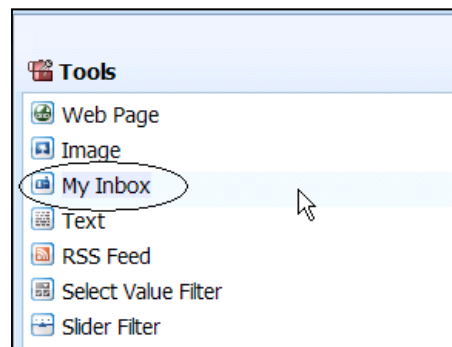 Tools
Web Page
Image
My Inbox
Text
RSS Feed
Select Value Filter
Slider Filter